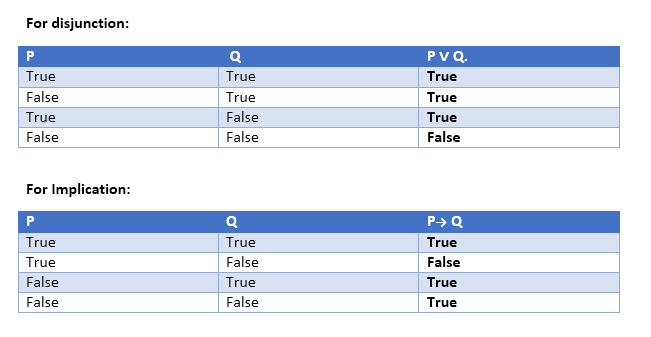 For disjunction:
P Q P V Q.
True True True
False True True
True False True
False False False
For Implication:
P Q P→ Q
True True True
True False False
False True True
False False True